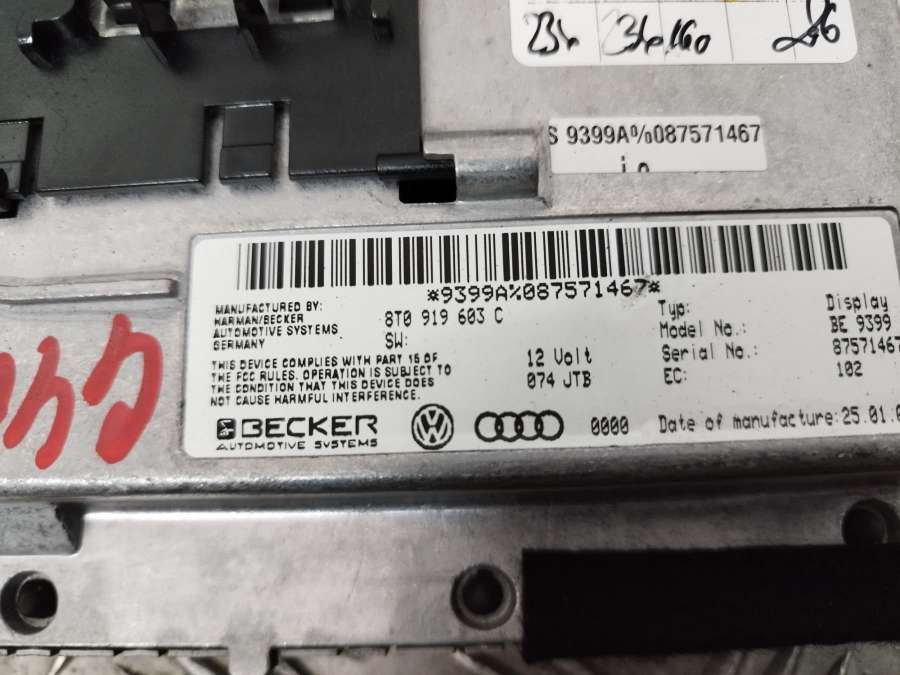 23h
S 9399A%087571467
*9399A%087571467*
MANUFACTURED BY:
HARMAN/BECKER
AUTOMOTIVE SYSTEMS
GERMANY
8T0 919 603 C
SW:
THIS DEVICE COMPLIES WITH PART 15 OF
THE FCC RULES. OPERATION IS SUBJECT TO
THE CONDITION THAT THIS DEVICE DOES
NOT CAUSE HARMFUL INTERFERENCE.
12 Volt
074 JTB
Typ: Display
Model No.: BE 9399
Serial No.: 87571467
EC: 102
BECKER
AUTOMOTIVE SYSTEMS
0000
Date of manufacture:25.01.0